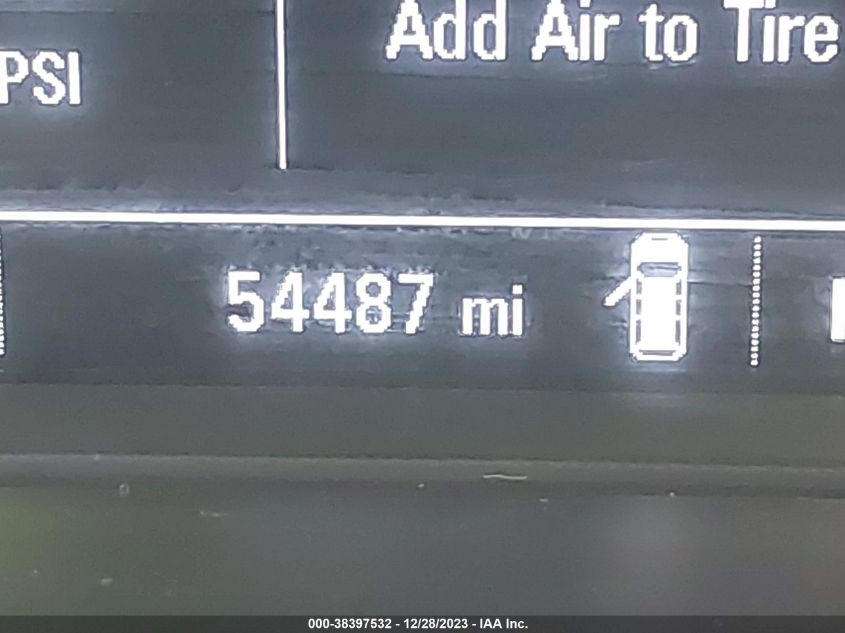 Add Air to Tire
PSI
54487 mi
000-38397532 - 12/28/2023 - IAA Inc.